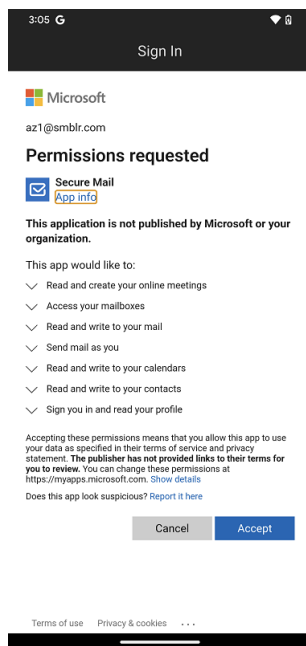 3:05 G
Sign In
Microsoft
az1@smblr.com
Permissions requested
Secure Mail
App info
This application is not published by Microsoft or your
organization.
This app would like to:
Read and create your online meetings
Access your mailboxes
Read and write to your mail
Send mail as you
Read and write to your calendars
Read and write to your contacts
Sign you in and read your profile
Accepting these permissions means that you allow this app to use
your data as specified in their terms of service and privacy
statement. The publisher has not provided links to their terms for
you to review. You can change these permissions at
https://myapps.microsoft.com. Show details
Does this app look suspicious? Report it here
Cancel Accept
Terms of use Privacy & cookies ...